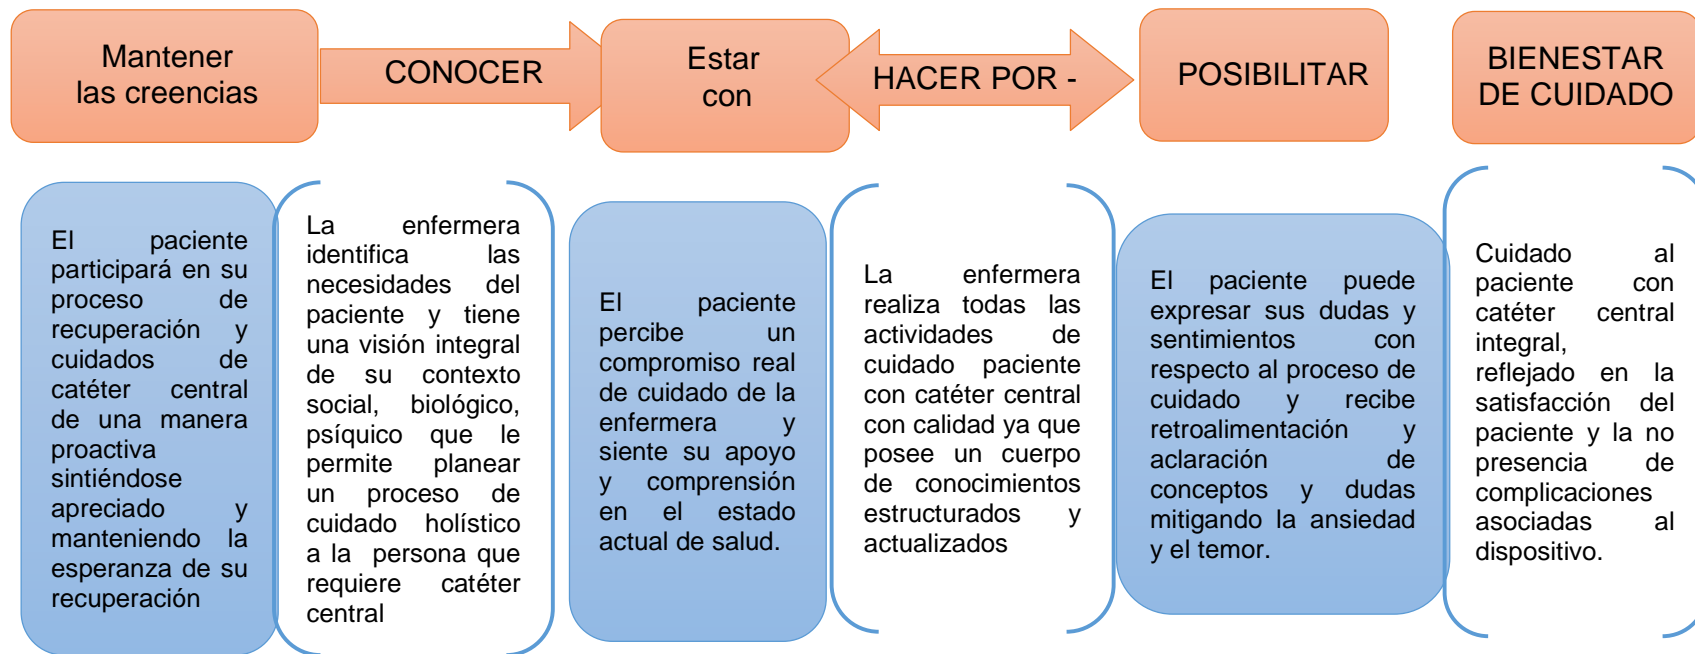 Mantener
las creencias
CONOCER
Estar
con
HACER POR -
POSIBILITAR
BIENESTAR
DE CUIDADO
El paciente
participará en su
proceso de
recuperación y
cuidados de
catéter central
de una manera
proactiva
sintiéndose
apreciado y
manteniendo la
esperanza de su
recuperación
La enfermera
identifica las
necesidades del
paciente y tiene
una visión integral
de su contexto
social, biológico,
psíquico que le
permite planear
un proceso de
cuidado holístico
a la persona que
requiere catéter
central
El paciente
percibe un
compromiso real
de cuidado de la
enfermera y
siente su apoyo
y comprensión
en el estado
actual de salud.
La enfermera
realiza todas las
actividades de
cuidado paciente
con catéter central
con calidad ya que
posee un cuerpo
de conocimientos
estructurados y
actualizados
El paciente puede
expresar sus dudas y
sentimientos con
respecto al proceso de
cuidado y recibe
retroalimentación y
aclaración de
conceptos y dudas
mitigando la ansiedad
y el temor.
Cuidado al
paciente con
catéter central
integral,
reflejado en la
satisfacción del
paciente y la no
presencia de
complicaciones
asociadas al
dispositivo.